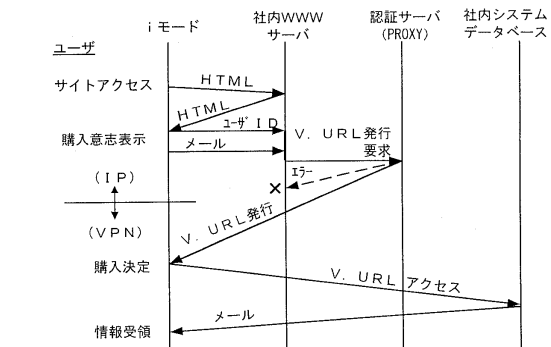 ユーザ
iモード
社内WWW
サーバ
認証サーバ
(PROXY)
社内システム
データベース
サイトアクセス
HTML
HTML
購入意志表示
ユーザID
メール
V. URL発行
要求
エラー
×
(IP)
(VPN)
V. URL発行
購入決定
V. URL アクセス
メール
情報受領